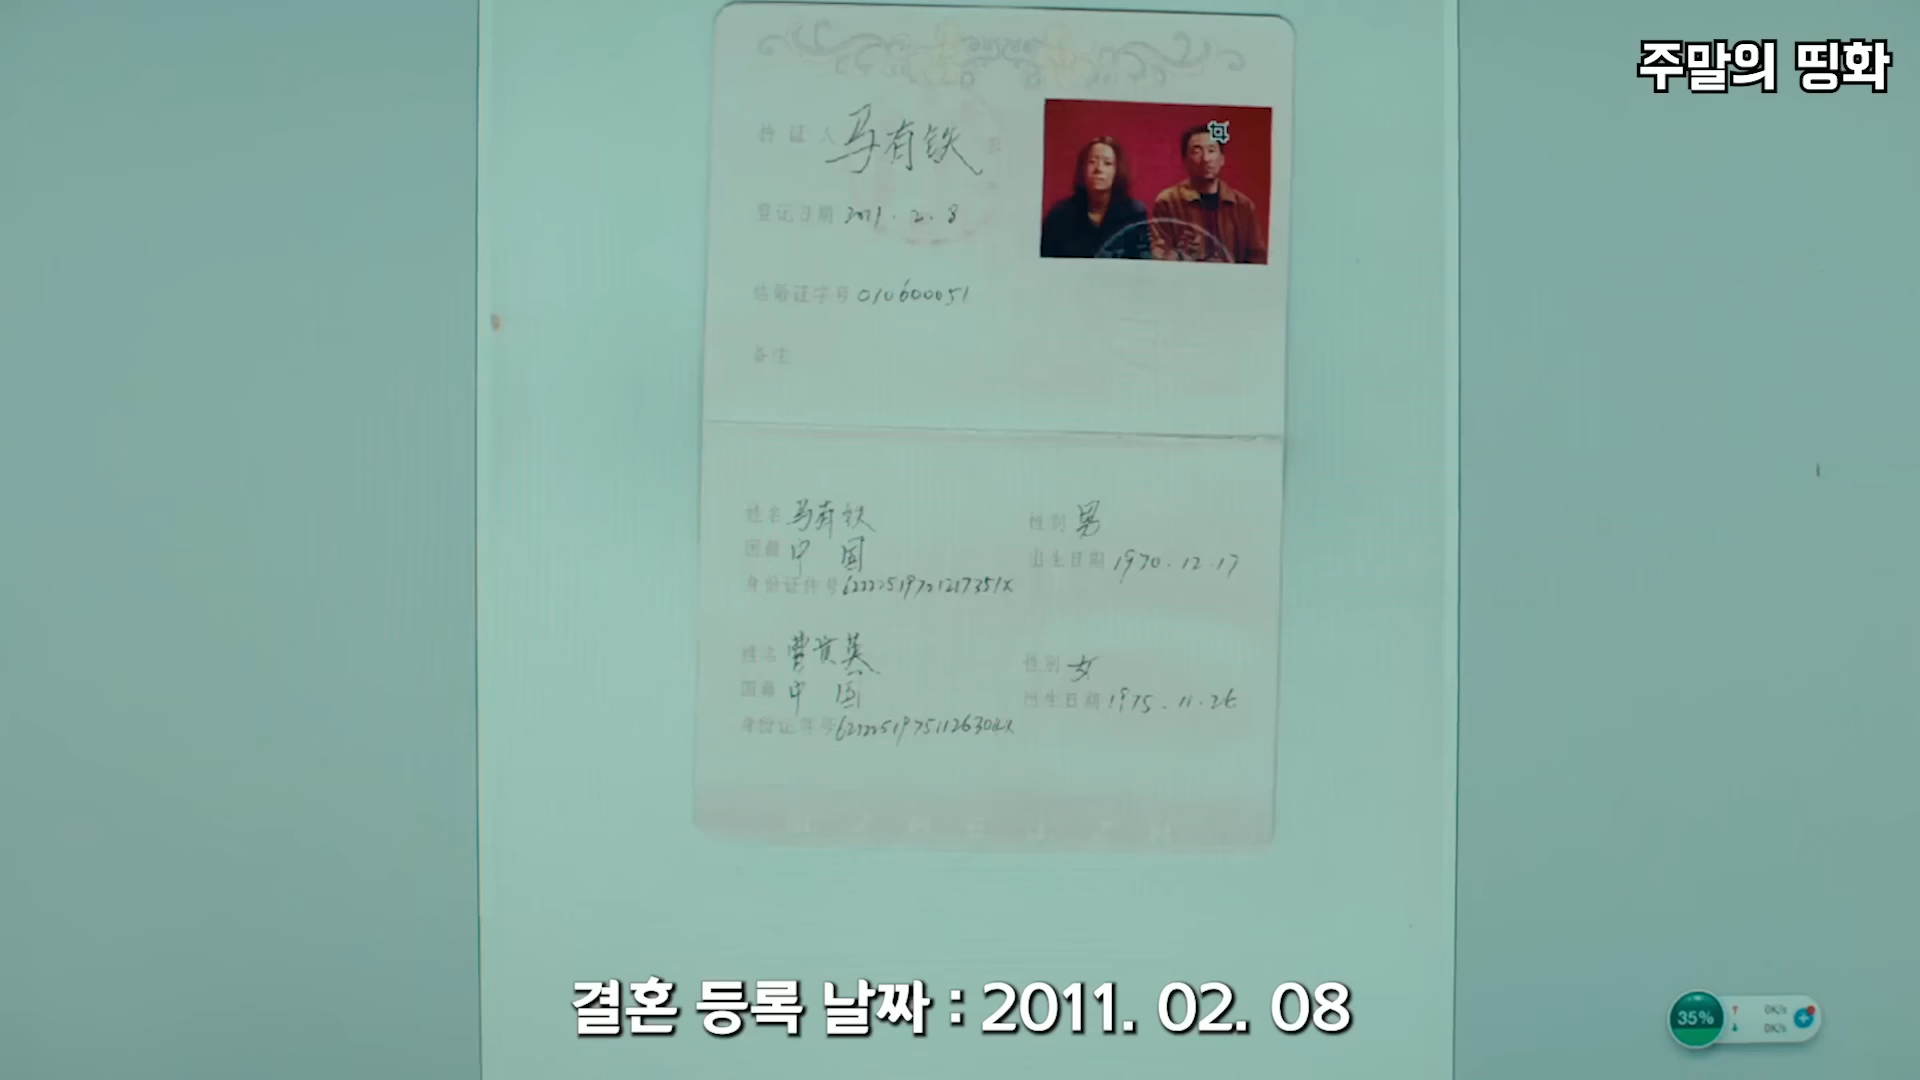 주말의 띵화
持证人 马有铁
登记日期 2011.2.8
结婚证字号 010600051
备注
姓名 马有铁
性别 男
国籍 中国
出生日期 1970.12.17
身份证件号 62222519701217351X
姓名 曹贵英
性别 女
国籍 中国
出生日期 1975.11.26
身份证件号
결혼 등록 날짜 : 2011. 02. 08
35%
0K/s
0K/s